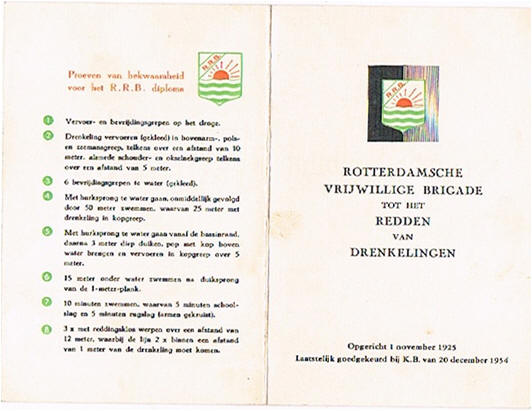 Proeven van bekwaamheid
voor het R.R.B. diploma
R.R.B.
1 Vervoer- en bevrijdingsgrepen op het droge.
2 Drenkeling vervoeren (gekleed) in bovenarm-, pols-
en zeemansgreep, telkens over een afstand van 10
meter, alsmede schouder- en okselnekgreep telkens
over een afstand van 5 meter.
3 6 bevrijdingsgrepen te water (gekleed).
4 Met hurksprong te water gaan, onmiddellijk gevolgd
door 50 meter zwemmen, waarvan 25 meter met
drenkeling in kopgreep.
5 Met hurksprong te water gaan vanaf de bassinrand,
daarna 3 meter diep duiken, pop met kop boven
water brengen en vervoeren in kopgreep over 5
meter.
6 15 meter onder water zwemmen na duiksprong
van de 1-meter-plank.
7 10 minuten zwemmen, waarvan 5 minuten school-
slag en 5 minuten rugslag (armen gekruist).
8 3 x met reddingsklos werpen over een afstand van
12 meter, waarbij de lijn 2 x binnen een afstand
van 1 meter van de drenkeling moet komen.
R.R.B.
ROTTERDAMSCHE
VRIJWILLIGE BRIGADE
TOT HET
REDDEN
VAN
DRENKELINGEN
Opgericht 1 november 1925
Laatstelijk goedgekeurd bij K.B. van 20 december 1954